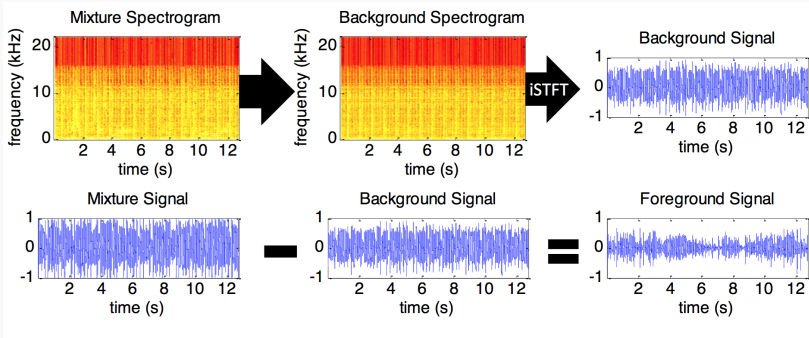 Mixture Spectrogram
Background Spectrogram
Background Signal
frequency (kHz)
20
10
0
2 4 6 8 10 12
time (s)
frequency (kHz)
20
10
0
2 4 6 8 10 12
time (s)
iSTFT
1
0
-1
2 4 6 8 10 12
time (s)
Mixture Signal
Background Signal
Foreground Signal
1
0
-1
2 4 6 8 10 12
time (s)
1
0
-1
2 4 6 8 10 12
time (s)
1
0
-1
2 4 6 8 10 12
time (s)